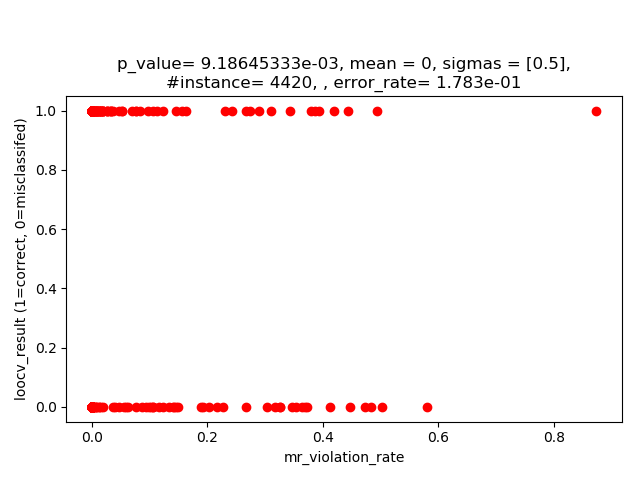 p_value= 9.18645333e-03, mean = 0, sigmas = [0.5],
#instance= 4420, , error_rate= 1.783e-01
1.0
0.8
0.6
0.4
0.2
0.0
loocv_result (1=correct, 0=misclassifed)
0.0 0.2 0.4 0.6 0.8
mr_violation_rate